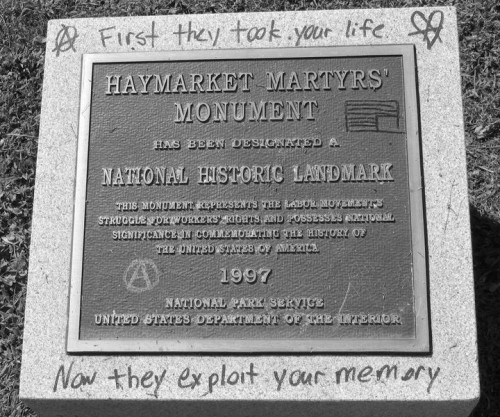 First they took your life
HAYMARKET MARTYRS'
MONUMENT
HAS BEEN DESIGNATED A
NATIONAL HISTORIC LANDMARK
THIS MONUMENT REPRESENTS THE LABOR MOVEMENT'S
STRUGGLE FOR WORKERS' RIGHTS AND POSSESSES NATIONAL
SIGNIFICANCE IN COMMEMORATING THE HISTORY OF
THE UNITED STATES OF AMERICA
1997
NATIONAL PARK SERVICE
UNITED STATES DEPARTMENT OF THE INTERIOR
Now they exploit your memory